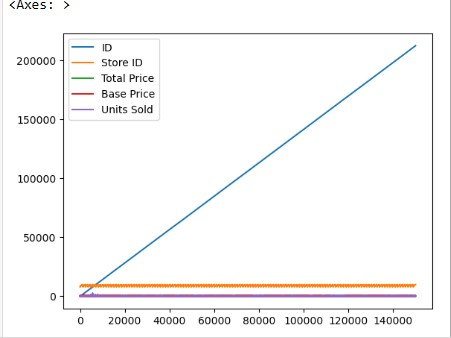 <Axes: >
ID
Store ID
Total Price
Base Price
Units Sold
200000
150000
100000
50000
0
0 20000 40000 60000 80000 100000 120000 140000